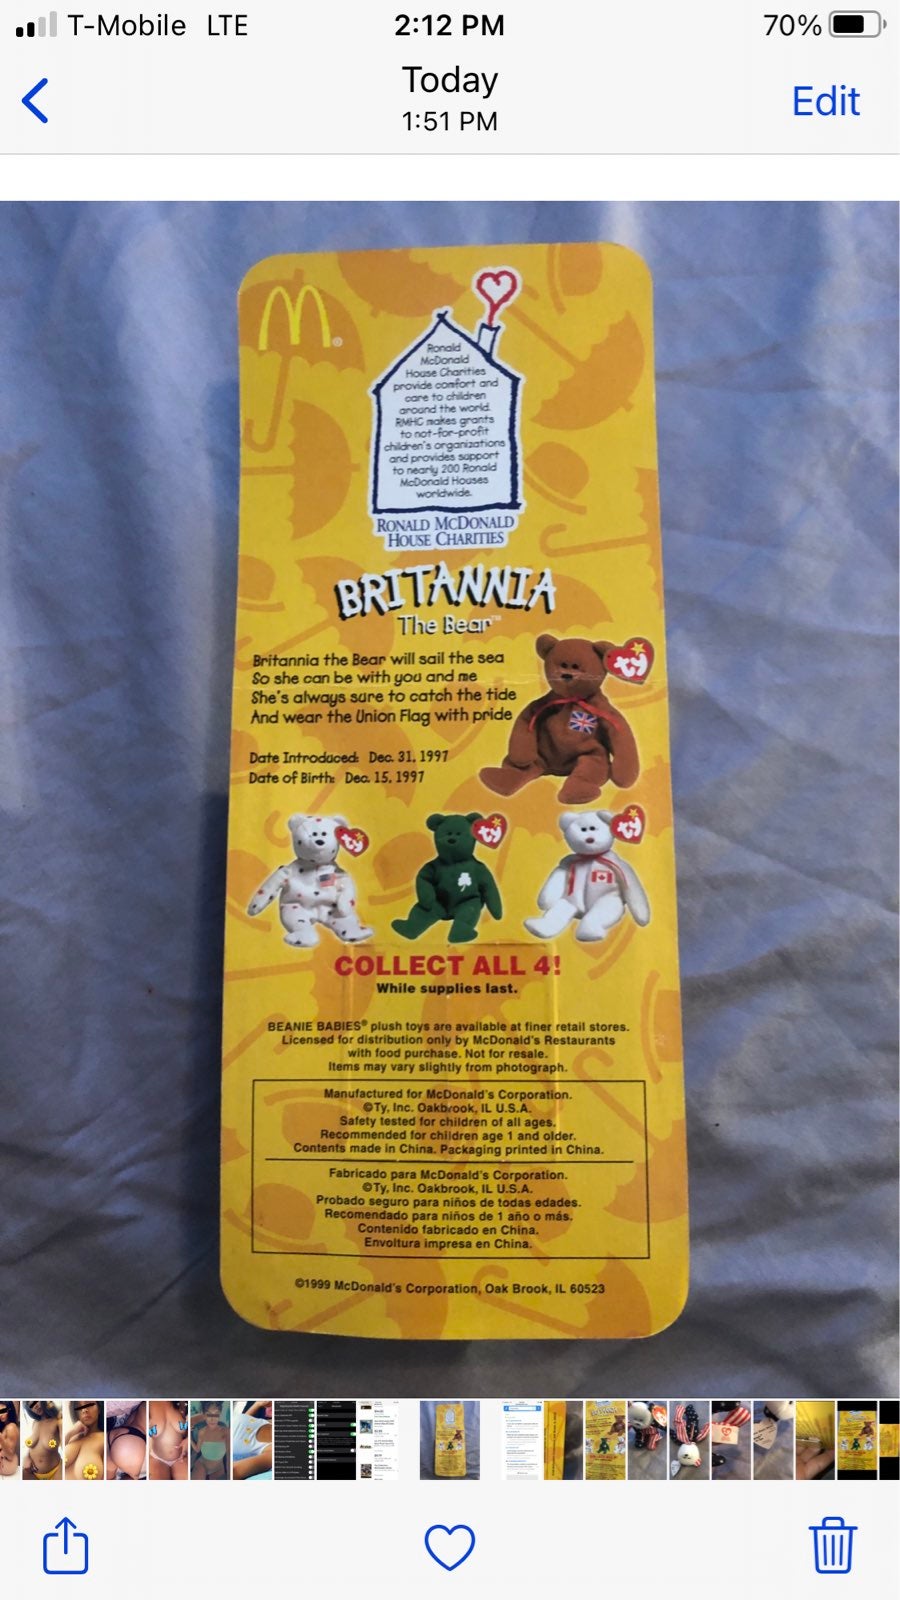 T-Mobile LTE
2:12 PM
70%
Today
1:51 PM
Edit
M®
Ronald
McDonald
House Charities
provide comfort and
care to children
around the world.
RMHC makes grants
to not-for-profit
children's organizations
and provides support
to nearly 200 Ronald
McDonald Houses
worldwide.
RONALD MCDONALD
HOUSE CHARITIES
BRITANNIA
The Bear™
Britannia the Bear will sail the sea
So she can be with you and me
She's always sure to catch the tide
And wear the Union Flag with pride
ty
Date Introduced: Dec. 31, 1997
Date of Birth: Dec. 15, 1997
ty
ty
ty
COLLECT ALL 4!
While supplies last.
BEANIE BABIES® plush toys are available at finer retail stores.
Licensed for distribution only by McDonald's Restaurants
with food purchase. Not for resale.
Items may vary slightly from photograph.
Manufactured for McDonald's Corporation.
©Ty, Inc. Oakbrook, IL U.S.A.
Safety tested for children of all ages.
Recommended for children age 1 and older.
Contents made in China. Packaging printed in China.
Fabricado para McDonald's Corporation.
©Ty, Inc. Oakbrook, IL U.S.A.
Probado seguro para niños de todas edades.
Recomendado para niños de 1 año o más.
Contenido fabricado en China.
Envoltura impresa en China.
©1999 McDonald's Corporation, Oak Brook, IL 60523